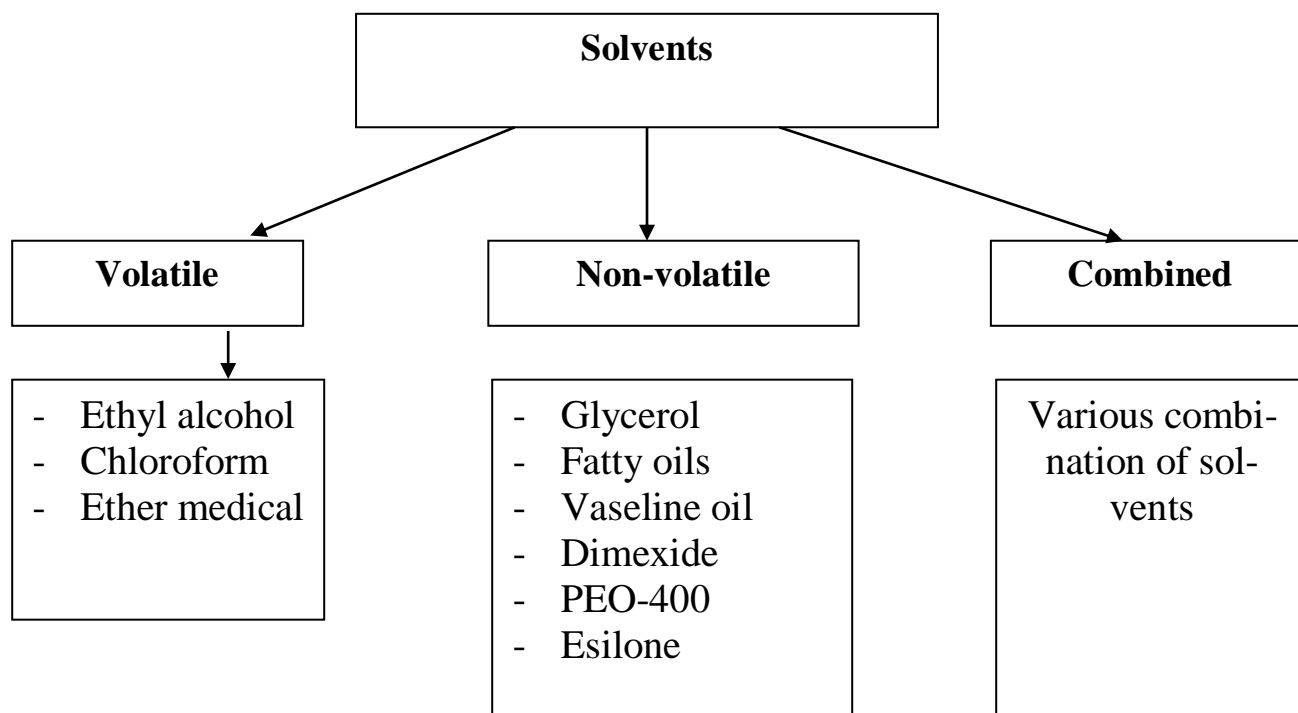 Solvents
Volatile
Non-volatile
Combined
- Ethyl alcohol
- Chloroform
- Ether medical
- Glycerol
- Fatty oils
- Vaseline oil
- Dimexide
- PEO-400
- Esilone
Various combi-
nation of sol-
vents